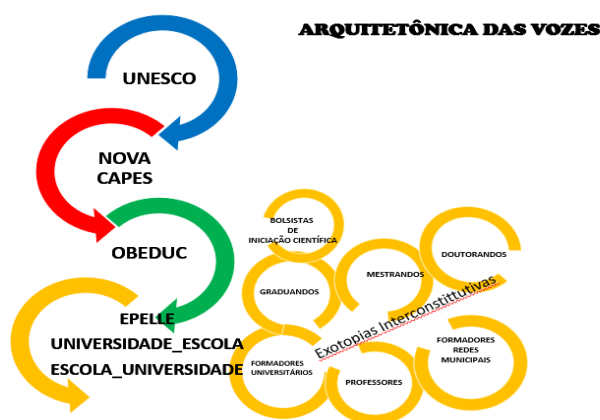 ARQUITETÔNICA DAS VOZES
UNESCO
NOVA
CAPES
OBEDUC
EPELLE
UNIVERSIDADE_ESCOLA
ESCOLA_UNIVERSIDADE
BOLSISTAS
DE
INICIAÇÃO CIENTÍFICA
GRADUANDOS
MESTRANDOS
DOUTORANDOS
Exotopias Interconstittutivas
FORMADORES
UNIVERSITÁRIOS
PROFESSORES
FORMADORES
REDES
MUNICIPAIS